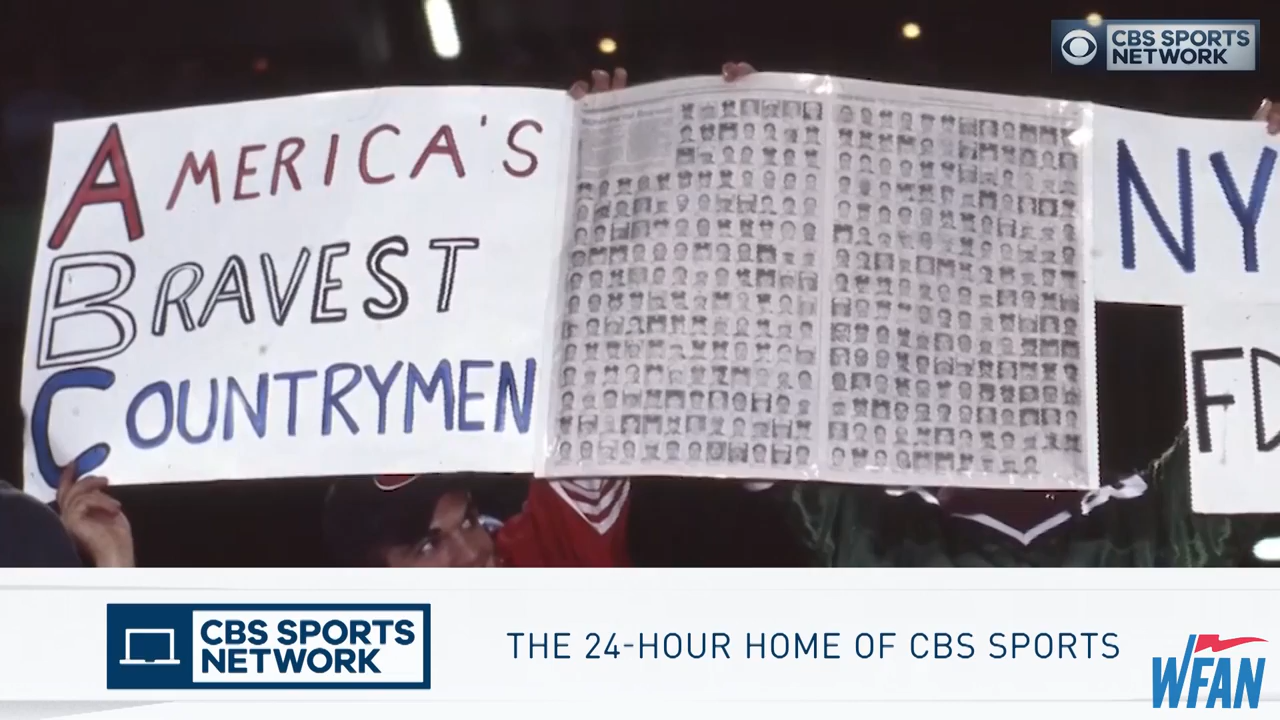 CBS SPORTS
NETWORK
AMERICA'S
BRAVEST
COUNTRYMEN
NY
FD
CBS SPORTS
NETWORK
THE 24-HOUR HOME OF CBS SPORTS
WFAN